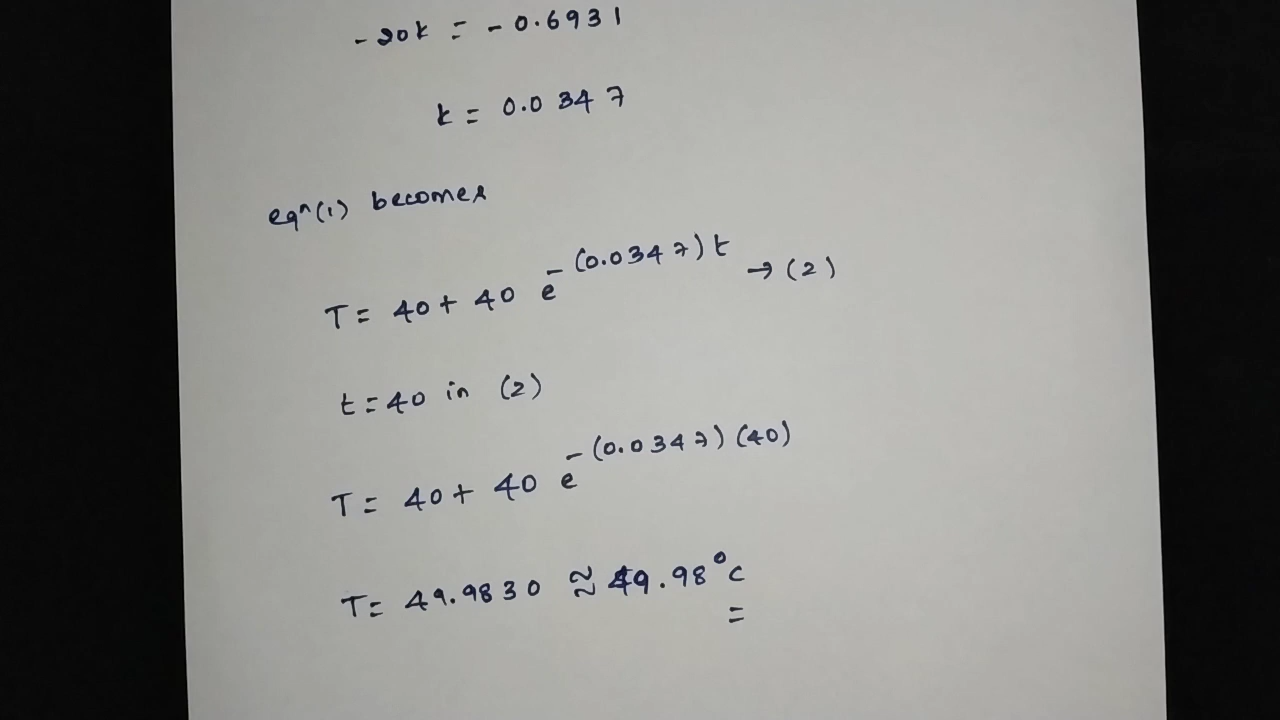 -20k = -0.6931
k = 0.0347
eqⁿ(1) becomes
T = 40 + 40 e^-(0.0347)t → (2)
t = 40 in (2)
T = 40 + 40 e^-(0.0347)(40)
T = 49.9830 ≈ 49.98°c
=